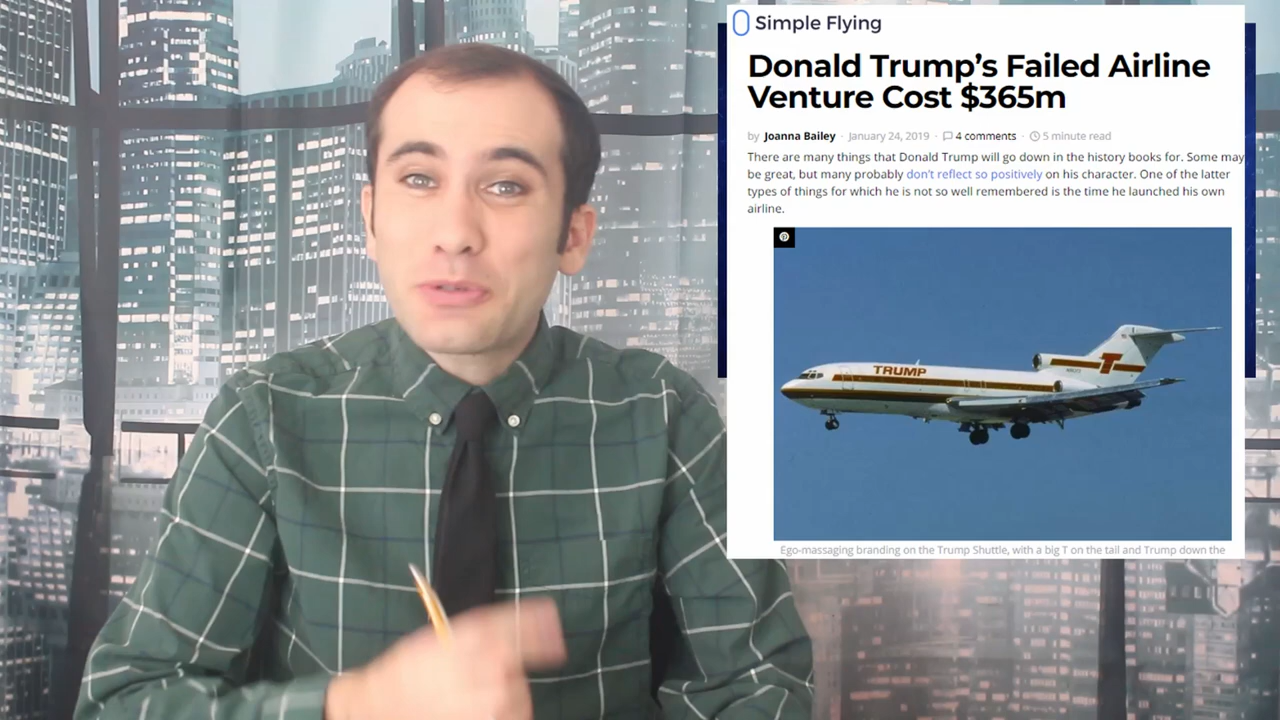 Simple Flying
Donald Trump's Failed Airline
Venture Cost $365m
by Joanna Bailey · January 24, 2019 · 4 comments · 5 minute read
There are many things that Donald Trump will go down in the history books for. Some may
be great, but many probably don't reflect so positively on his character. One of the latter
types of things for which he is not so well remembered is the time he launched his own
airline.
TRUMP
T
Ego-massaging branding on the Trump Shuttle, with a big T on the tail and Trump down the